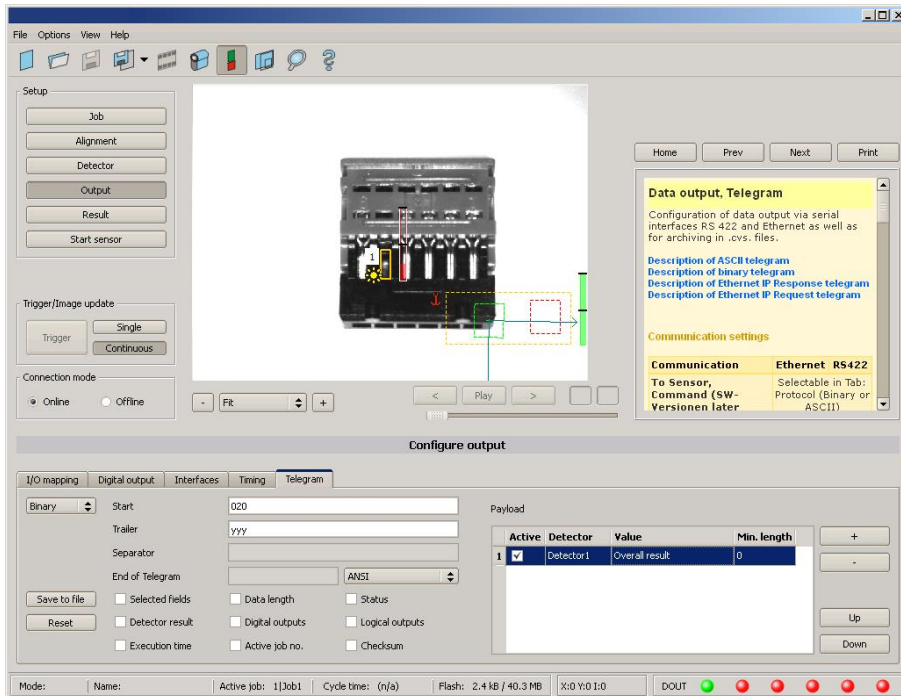 File Options View Help
Setup
Job
Alignment
Detector
Output
Result
Start sensor
Trigger/Image update
Trigger
Single
Continuous
Connection mode
Online Offline
- Fit +
< Play >
1
Home Prev Next Print
Data output, Telegram
Configuration of data output via serial
interfaces RS 422 and Ethernet as well as
for archiving in .cvs. files.
Description of ASCII telegram
Description of binary telegram
Description of Ethernet IP Response telegram
Description of Ethernet IP Request telegram
Communication settings
Communication Ethernet RS422
To Sensor, Selectable in Tab:
Command (SW- Protocol (Binary or
Versionen later ASCII)
Configure output
I/O mapping Digital output Interfaces Timing Telegram
Binary Start 020
Trailer yyy
Separator
End of Telegram ANSI
Save to file Selected fields Data length Status
Reset Detector result Digital outputs Logical outputs
Execution time Active job no. Checksum
Payload
Active Detector Value Min. length
1 Detector1 Overall result 0
+
-
Up
Down
Mode: Name: Active job: 1|Job1 Cycle time: (n/a) Flash: 2.4 kB / 40.3 MB X:0 Y:0 I:0 DOUT